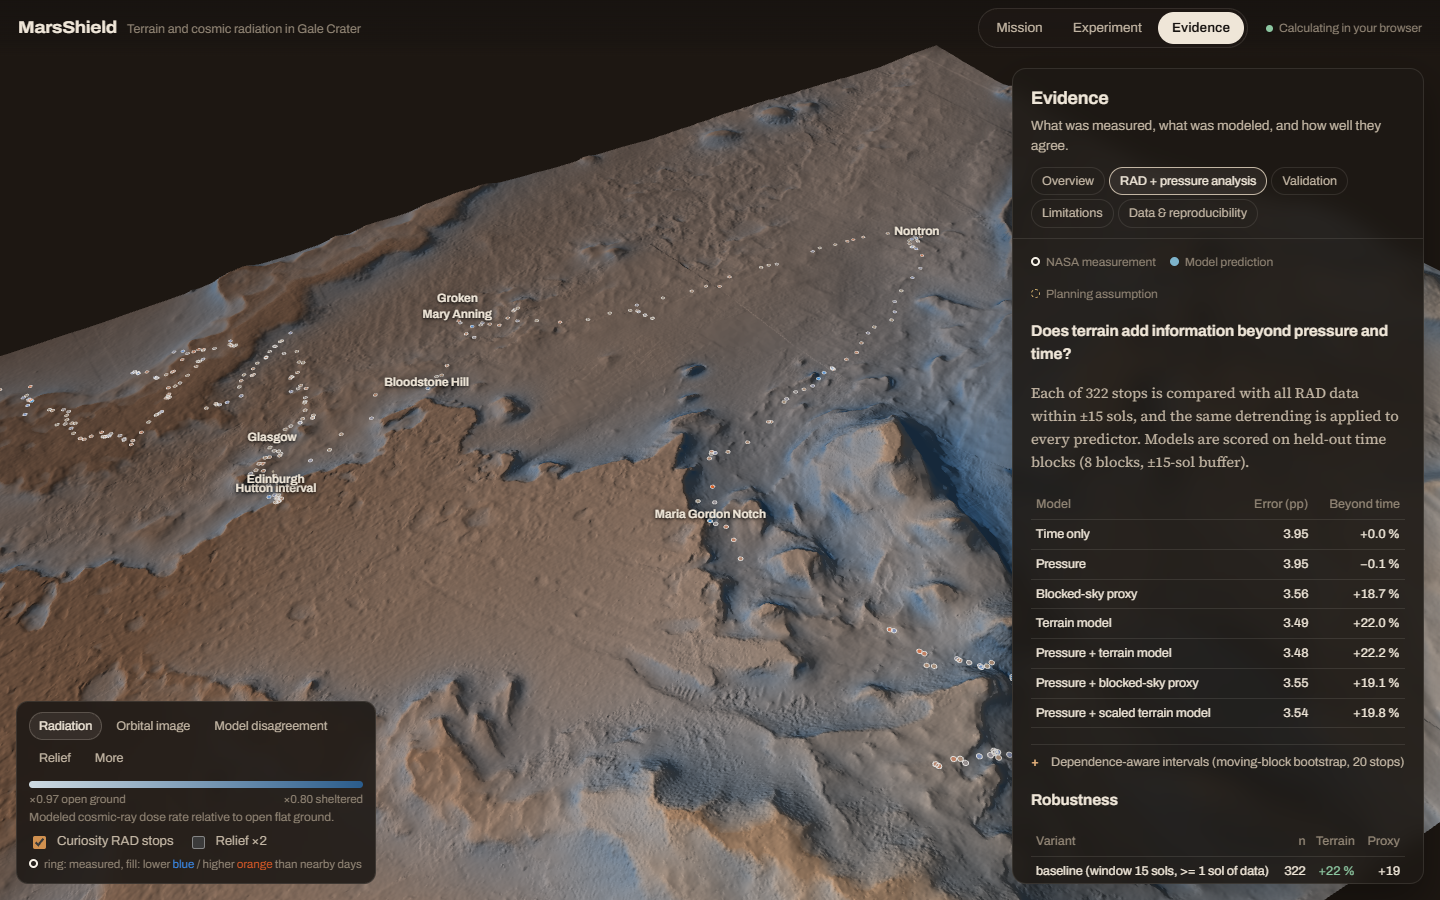 MarsShield Terrain and cosmic radiation in Gale Crater
Mission Experiment Evidence Calculating in your browser
Evidence
What was measured, what was modeled, and how well they
agree.
Overview RAD + pressure analysis Validation
Limitations Data & reproducibility
NASA measurement Model prediction
Planning assumption
Does terrain add information beyond pressure and
time?
Each of 322 stops is compared with all RAD data
within ±15 sols, and the same detrending is applied to
every predictor. Models are scored on held-out time
blocks (8 blocks, ±15-sol buffer).
Model Error (pp) Beyond time
Time only 3.95 +0.0 %
Pressure 3.95 −0.1 %
Blocked-sky proxy 3.56 +18.7 %
Terrain model 3.49 +22.0 %
Pressure + terrain model 3.48 +22.2 %
Pressure + blocked-sky proxy 3.55 +19.1 %
Pressure + scaled terrain model 3.54 +19.8 %
+ Dependence-aware intervals (moving-block bootstrap, 20 stops)
Robustness
Variant n Terrain Proxy
baseline (window 15 sols, >= 1 sol of data) 322 +22 % +19
Nontron
Groken
Mary Anning
Bloodstone Hill
Glasgow
Edinburgh
Hutton interval
Maria Gordon Notch
Radiation Orbital image Model disagreement
Relief More
×0.97 open ground ×0.80 sheltered
Modeled cosmic-ray dose rate relative to open flat ground.
Curiosity RAD stops Relief ×2
ring: measured, fill: lower blue / higher orange than nearby days